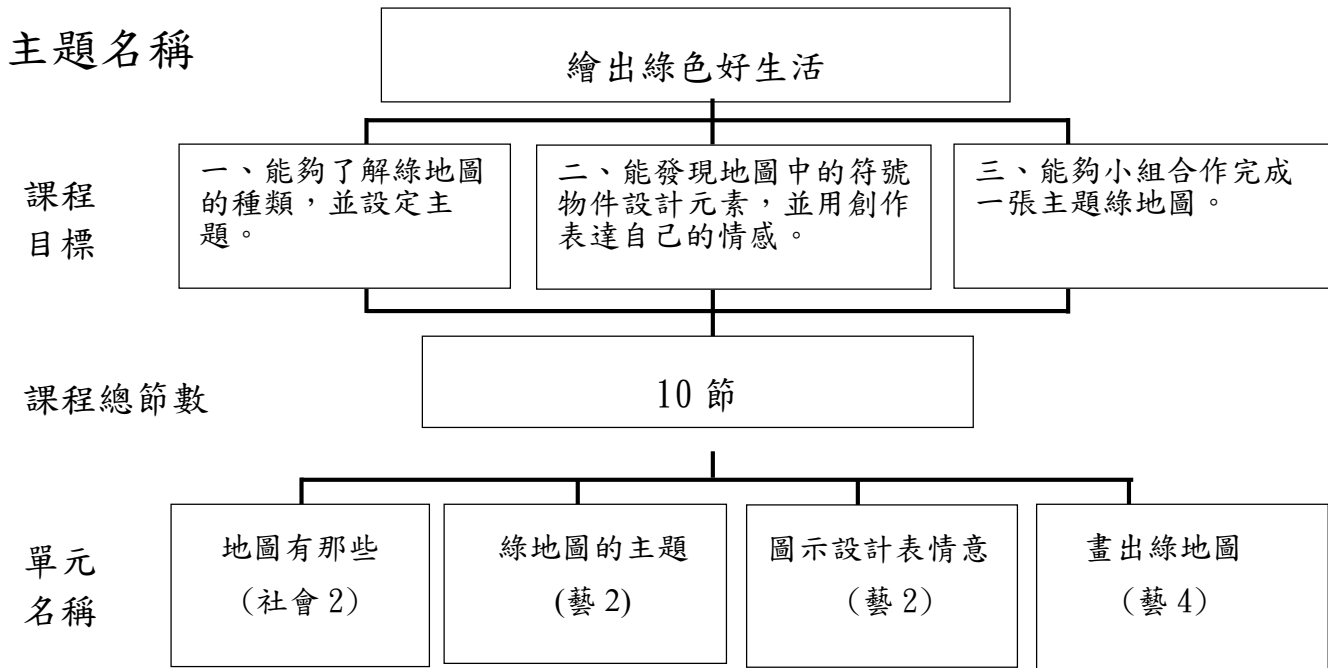 主題名稱
繪出綠色好生活
課程
目標
一、能夠了解綠地圖
的種類，並設定主
題。
二、能發現地圖中的符號
物件設計元素，並用創作
表達自己的情感。
三、能夠小組合作完成
一張主題綠地圖。
課程總節數
10 節
單元
名稱
地圖有那些
（社會 2）
綠地圖的主題
(藝 2)
圖示設計表情意
（藝 2）
畫出綠地圖
（藝 4）